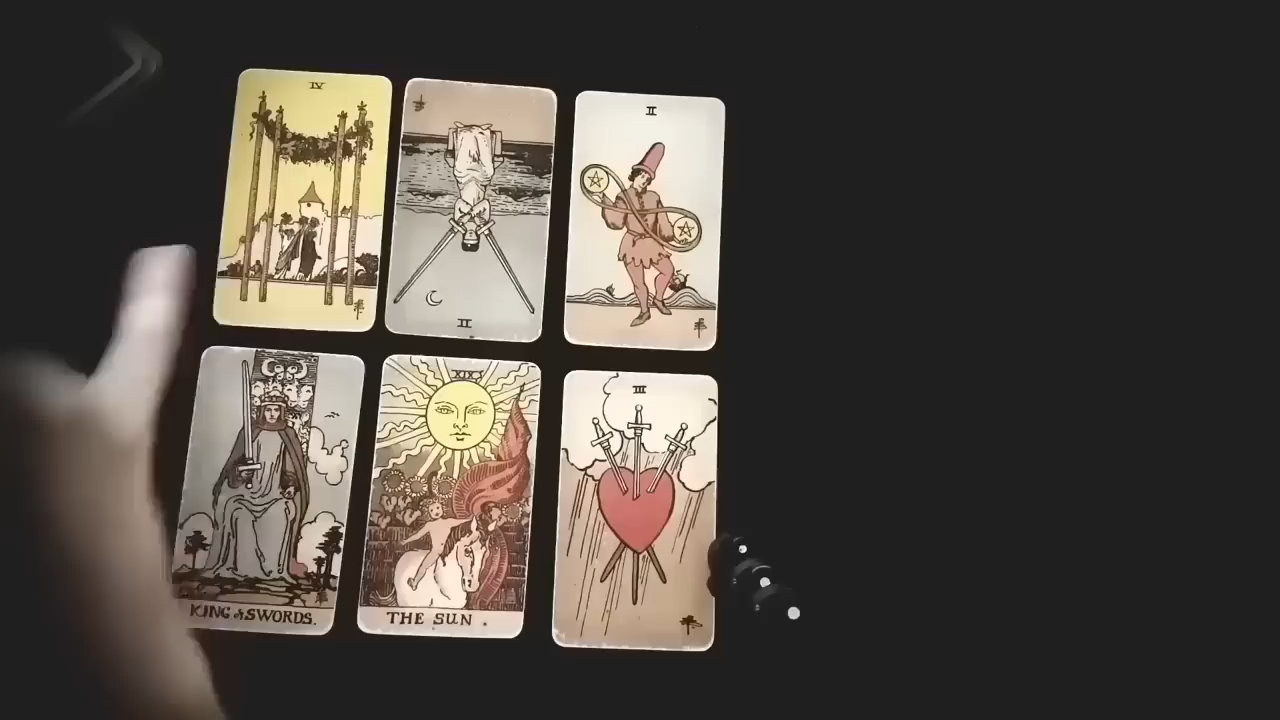 IV
II
II
KING of SWORDS.
XIX
THE SUN .
III